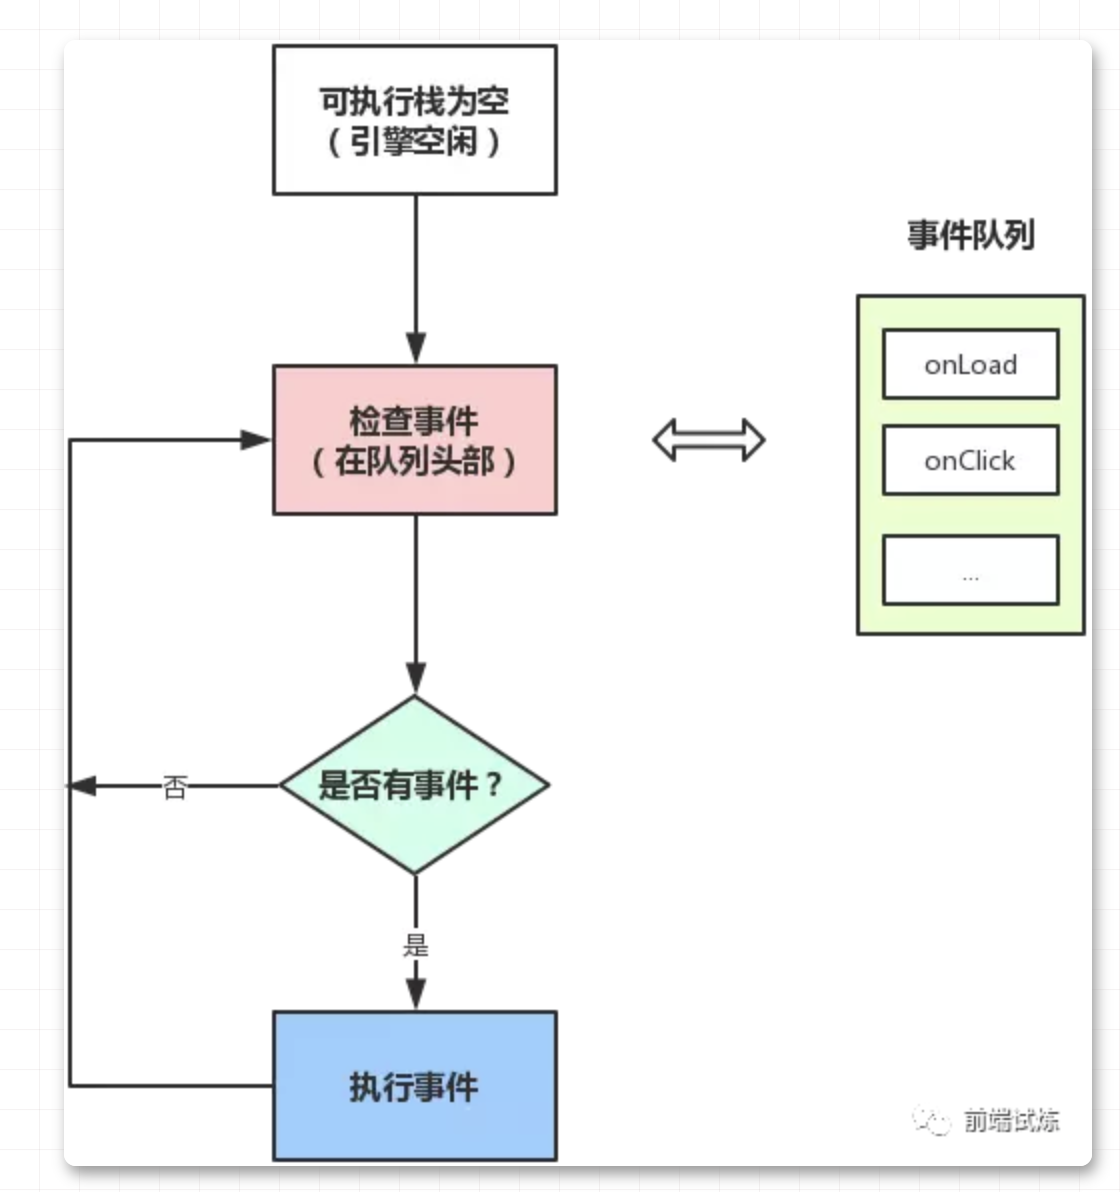 可执行栈为空
（引擎空闲）
事件队列
onLoad
检查事件
（在队列头部）
onClick
...
是否有事件？
否
是
执行事件
前端试炼